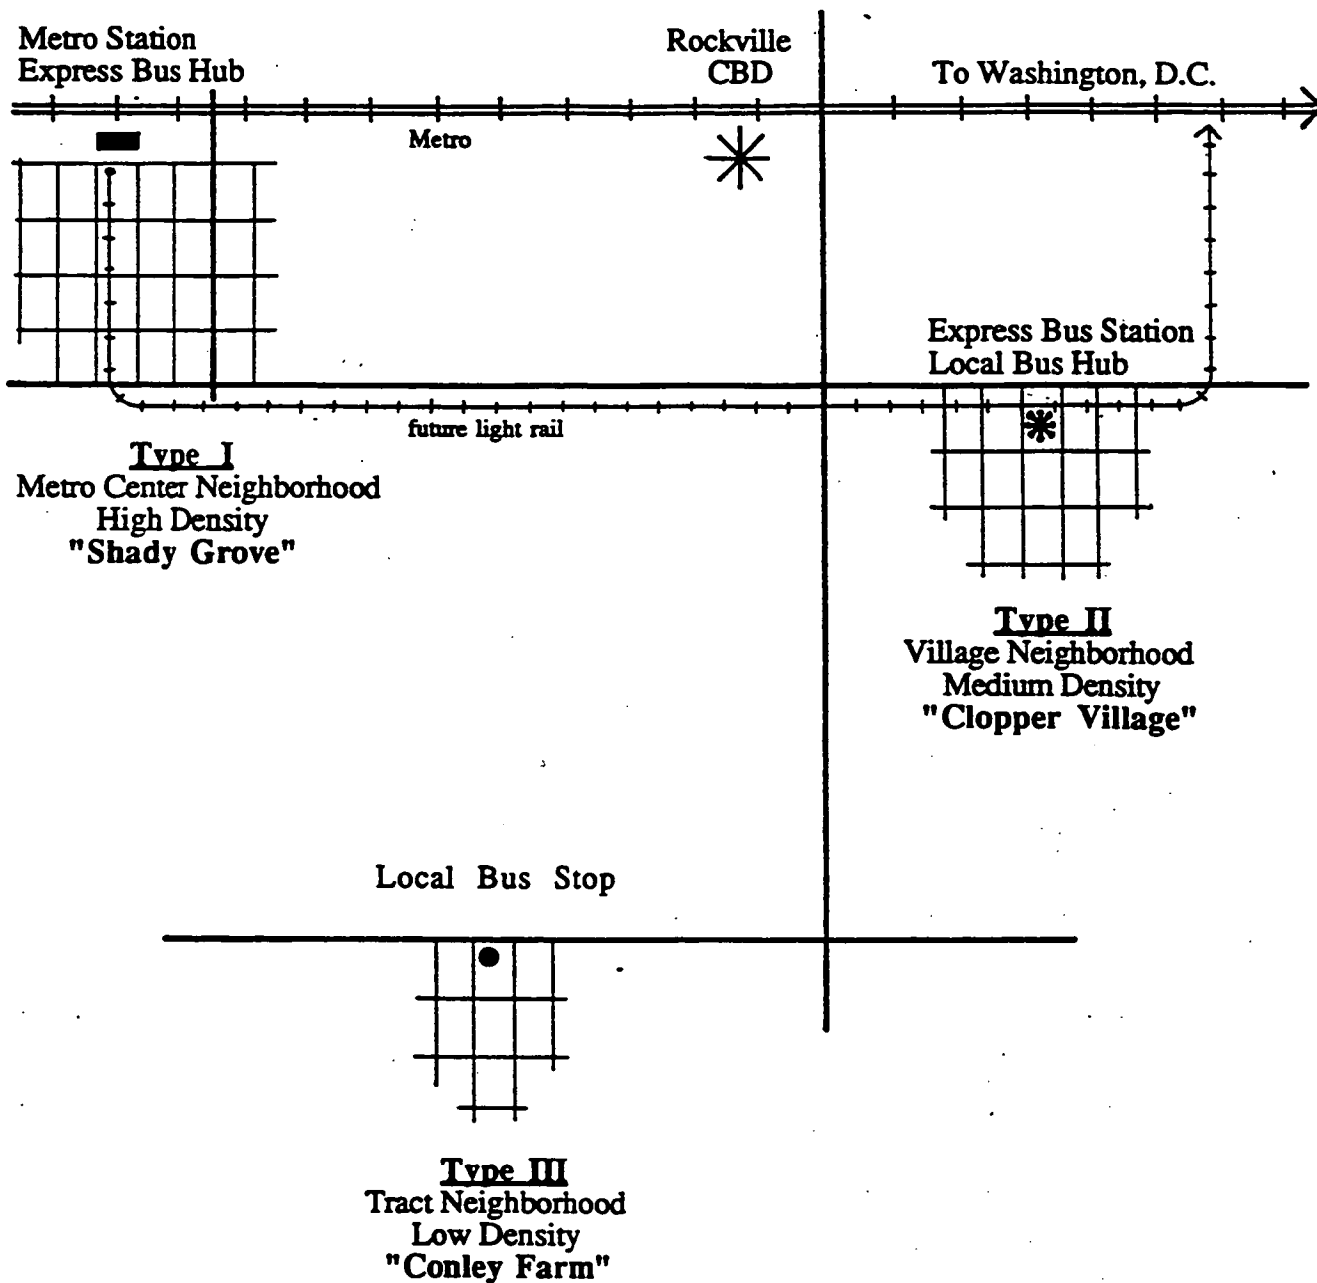 Metro Station
Express Bus Hub
Rockville
CBD
To Washington, D.C.
Metro
Express Bus Station
Local Bus Hub
future light rail
Type I
Metro Center Neighborhood
High Density
"Shady Grove"
Type II
Village Neighborhood
Medium Density
"Clopper Village"
Local Bus Stop
Type III
Tract Neighborhood
Low Density
"Conley Farm"